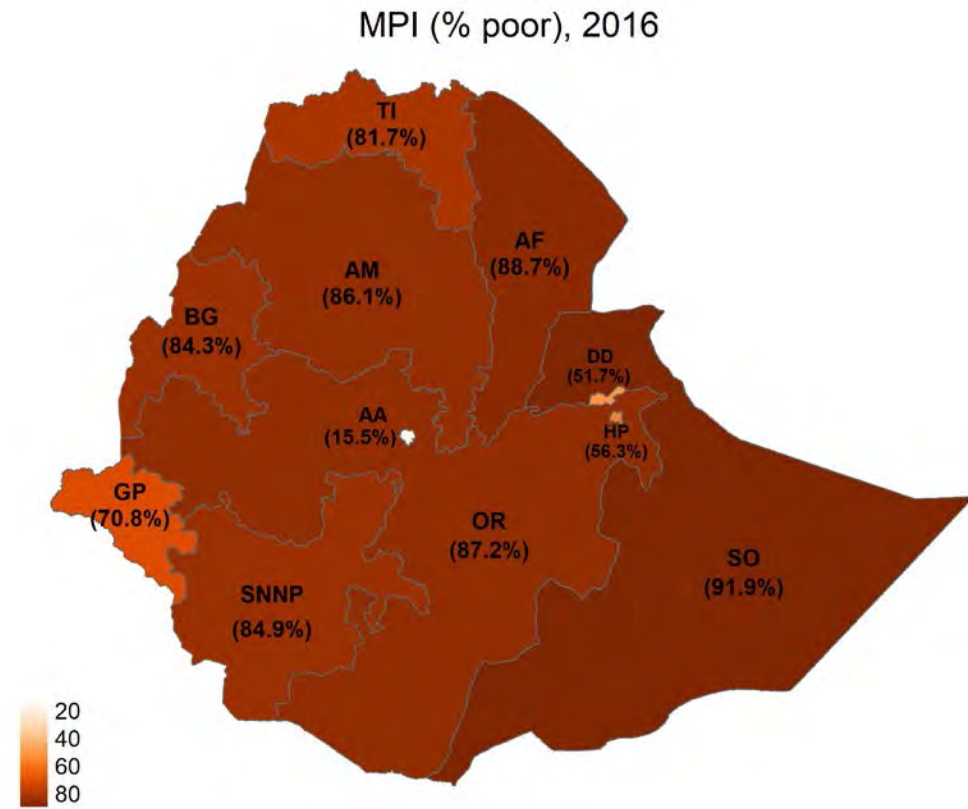 MPI (% poor), 2016
TI
(81.7%)
AF
(88.7%)
AM
(86.1%)
BG
(84.3%)
DD
(51.7%)
AA
(15.5%)
HP
(56.3%)
GP
(70.8%)
OR
(87.2%)
SO
(91.9%)
SNNP
(84.9%)
20
40
60
80